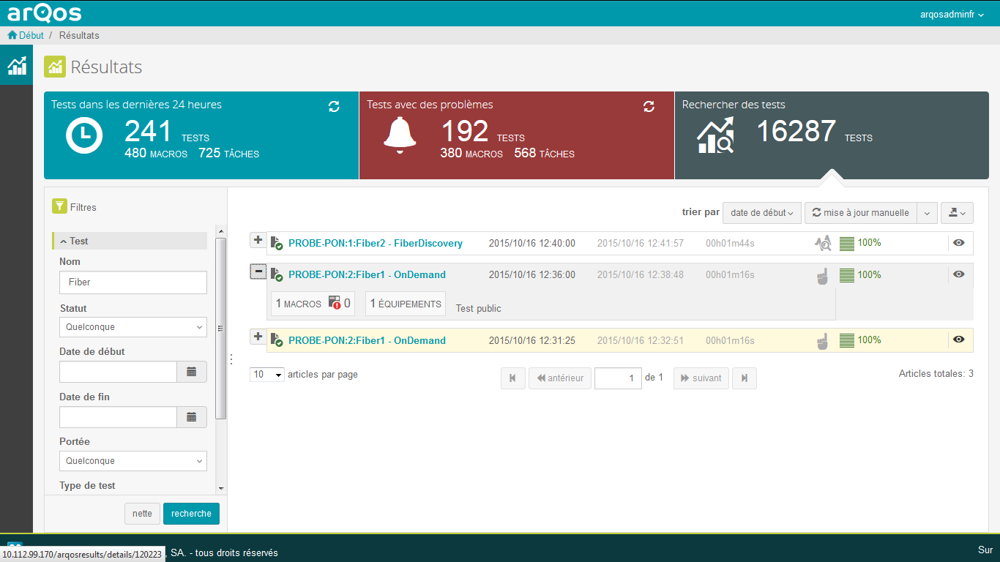 arQos
arqosadminfr
Début / Résultats
Résultats
Tests dans les dernières 24 heures
241 TESTS
480 MACROS 725 TÂCHES
Tests avec des problèmes
192 TESTS
380 MACROS 568 TÂCHES
Rechercher des tests
16287 TESTS
Filtres
Test
Nom
Fiber
Statut
Quelconque
Date de début
Date de fin
Portée
Quelconque
Type de test
nette recherche
trier par date de début mise à jour manuelle
PROBE-PON:1:Fiber2 - FiberDiscovery 2015/10/16 12:40:00 2015/10/16 12:41:57 00h01m44s 100%
PROBE-PON:2:Fiber1 - OnDemand 2015/10/16 12:36:00 2015/10/16 12:38:48 00h01m16s 100%
1 MACROS 0 1 ÉQUIPEMENTS Test public
PROBE-PON:2:Fiber1 - OnDemand 2015/10/16 12:31:25 2015/10/16 12:32:51 00h01m16s 100%
10 articles par page antérieur 1 de 1 suivant Articles totales: 3
10.112.99.170/arqosresults/details/120223 , SA. - tous droits réservés Sur